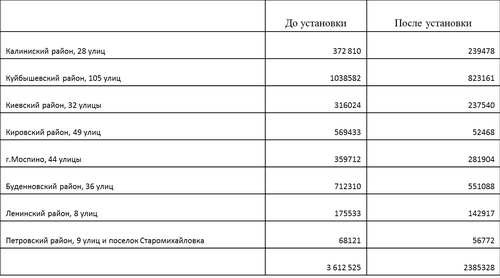 До установки После установки
Калиниский район, 28 улиц 372 810 239478
Куйбышевский район, 105 улиц 1038582 823161
Киевский район, 32 улицы 316024 237540
Кировский район, 49 улиц 569433 52468
г.Моспино, 44 улицы 359712 281904
Буденновский район, 36 улиц 712310 551088
Ленинский район, 8 улиц 175533 142917
Петровский район, 9 улиц и поселок Старомихайловка 68121 56772
3 612 525 2385328